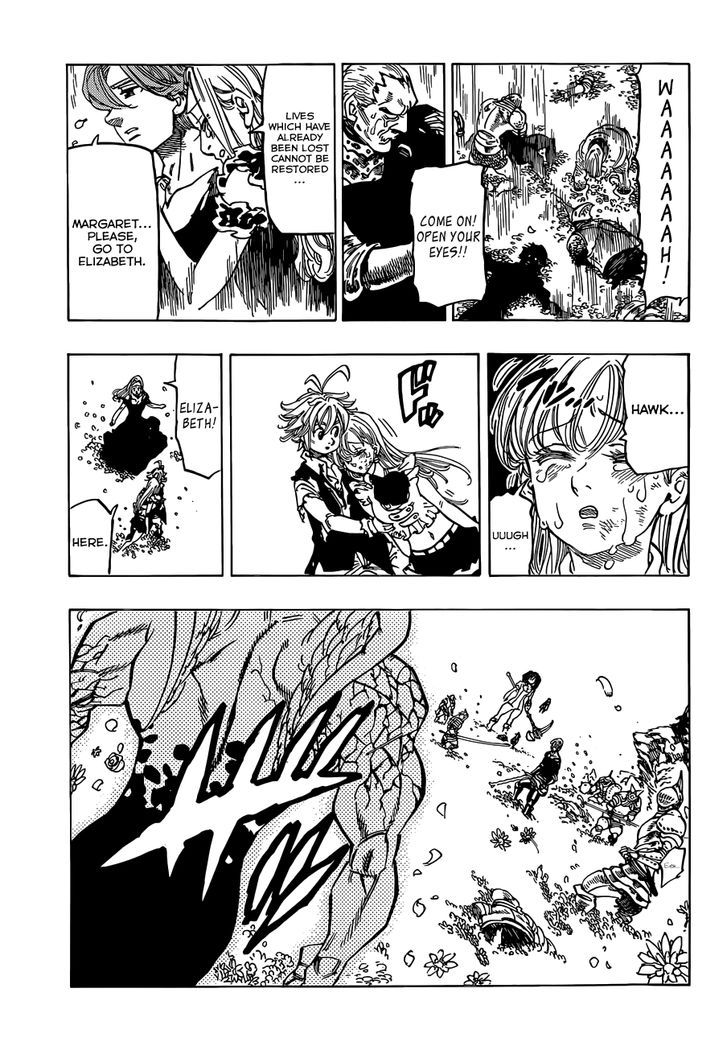 WAAAAAAAH!
COME ON!
OPEN YOUR
EYES!!
LIVES
WHICH HAVE
ALREADY
BEEN LOST
CANNOT BE
RESTORED
...
MARGARET...
PLEASE,
GO TO
ELIZABETH.
HAWK...
UUUGH
...
ELIZA-
BETH!
HERE.